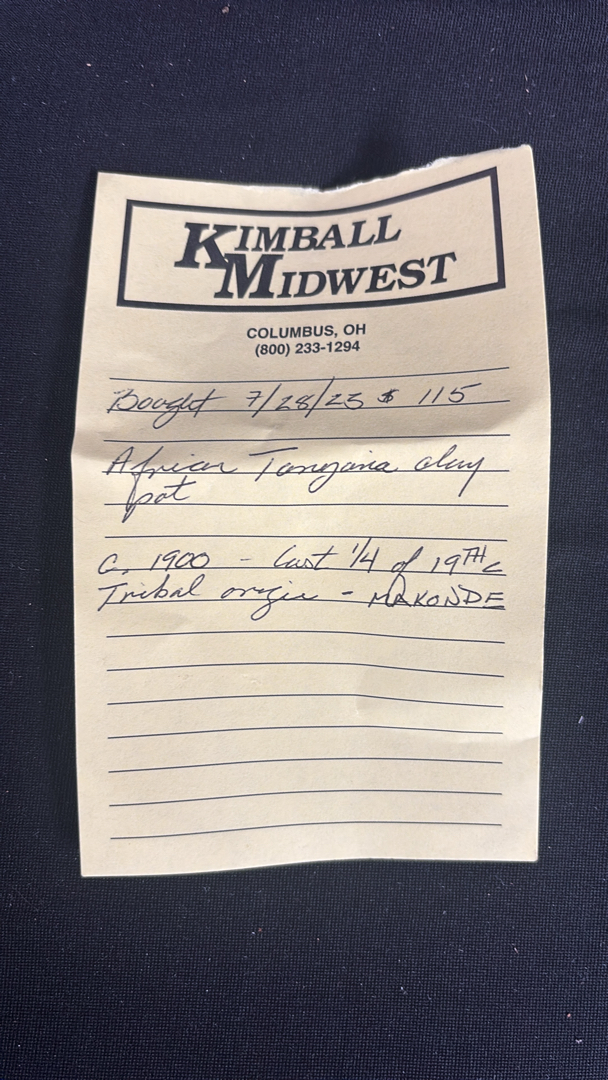 KIMBALL
MIDWEST
COLUMBUS, OH
(800) 233-1294
Bought 7/28/23 $ 115
African Tanzania clay
pot
C. 1900 - Last 1/4 of 19TH C
Tribal origin - MAKONDE